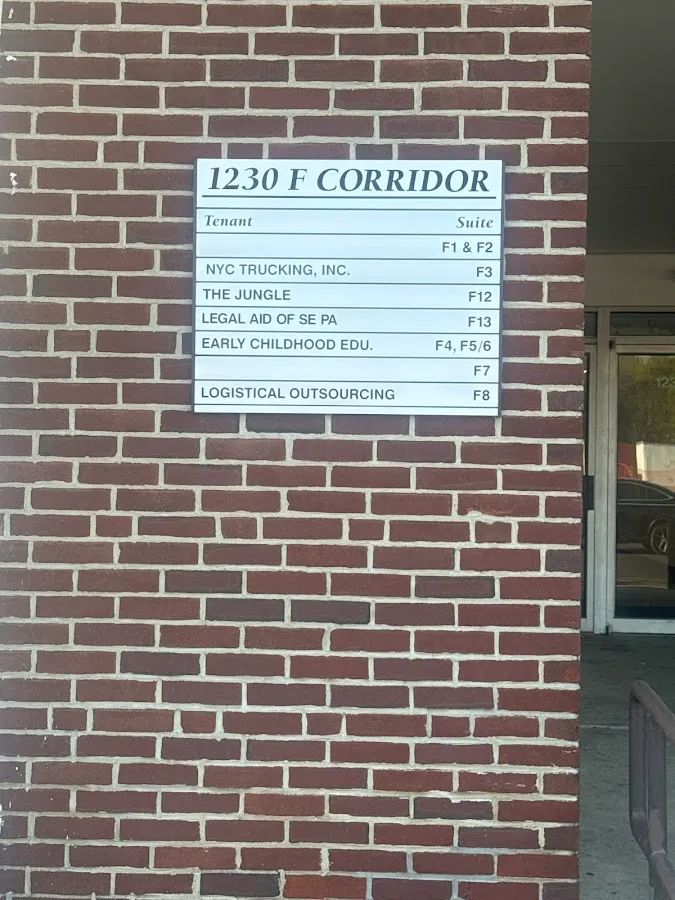 1230 F CORRIDOR
Tenant Suite
F1 & F2
NYC TRUCKING, INC. F3
THE JUNGLE F12
LEGAL AID OF SE PA F13
EARLY CHILDHOOD EDU. F4, F5/6
F7
LOGISTICAL OUTSOURCING F8